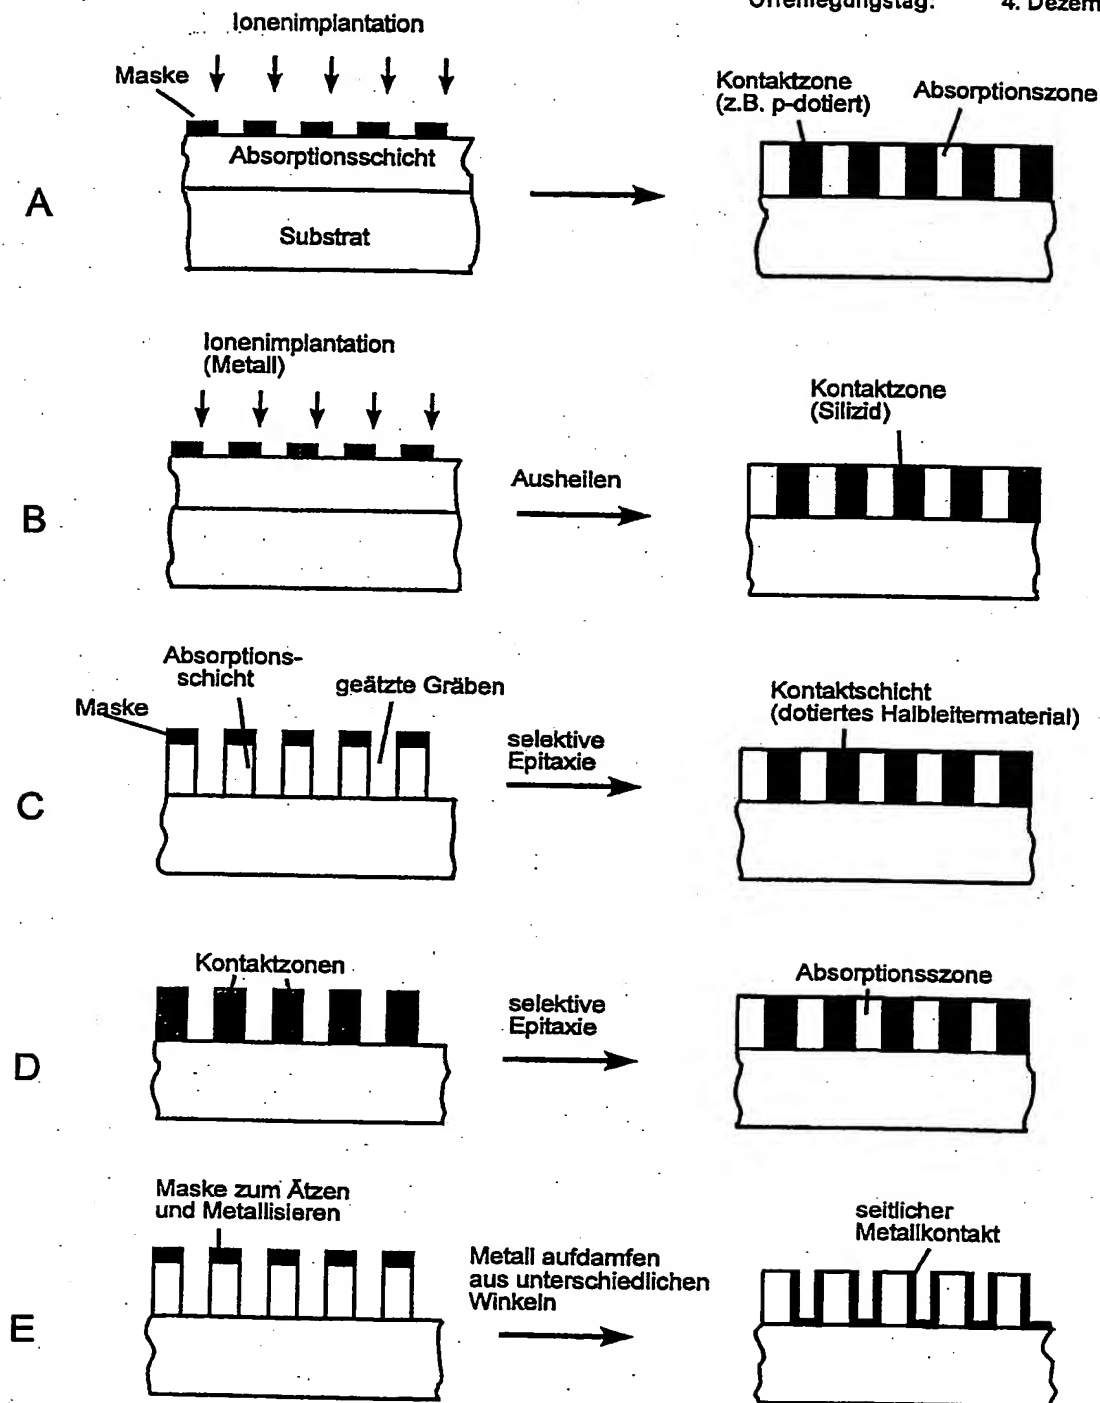 Offenlegungstag: 4. Dezem
Ionenimplantation
Maske
Absorptionsschicht
Substrat
A
Kontaktzone
(z.B. p-dotiert)
Absorptionszone
Ionenimplantation
(Metall)
B
Ausheilen
Kontaktzone
(Silizid)
Absorptions-
schicht
geätzte Gräben
Maske
C
selektive
Epitaxie
Kontaktschicht
(dotiertes Halbleitermaterial)
Kontaktzonen
D
selektive
Epitaxie
Absorptionsszone
Maske zum Ätzen
und Metallisieren
E
Metall aufdamfen
aus unterschiedlichen
Winkeln
seitlicher
Metallkontakt